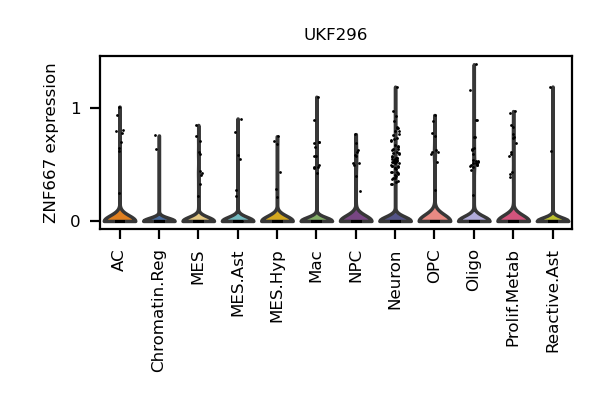 UKF296
ZNF667 expression
1
0
AC
Chromatin.Reg
MES
MES.Ast
MES.Hyp
Mac
NPC
Neuron
OPC
Oligo
Prolif.Metab
Reactive.Ast